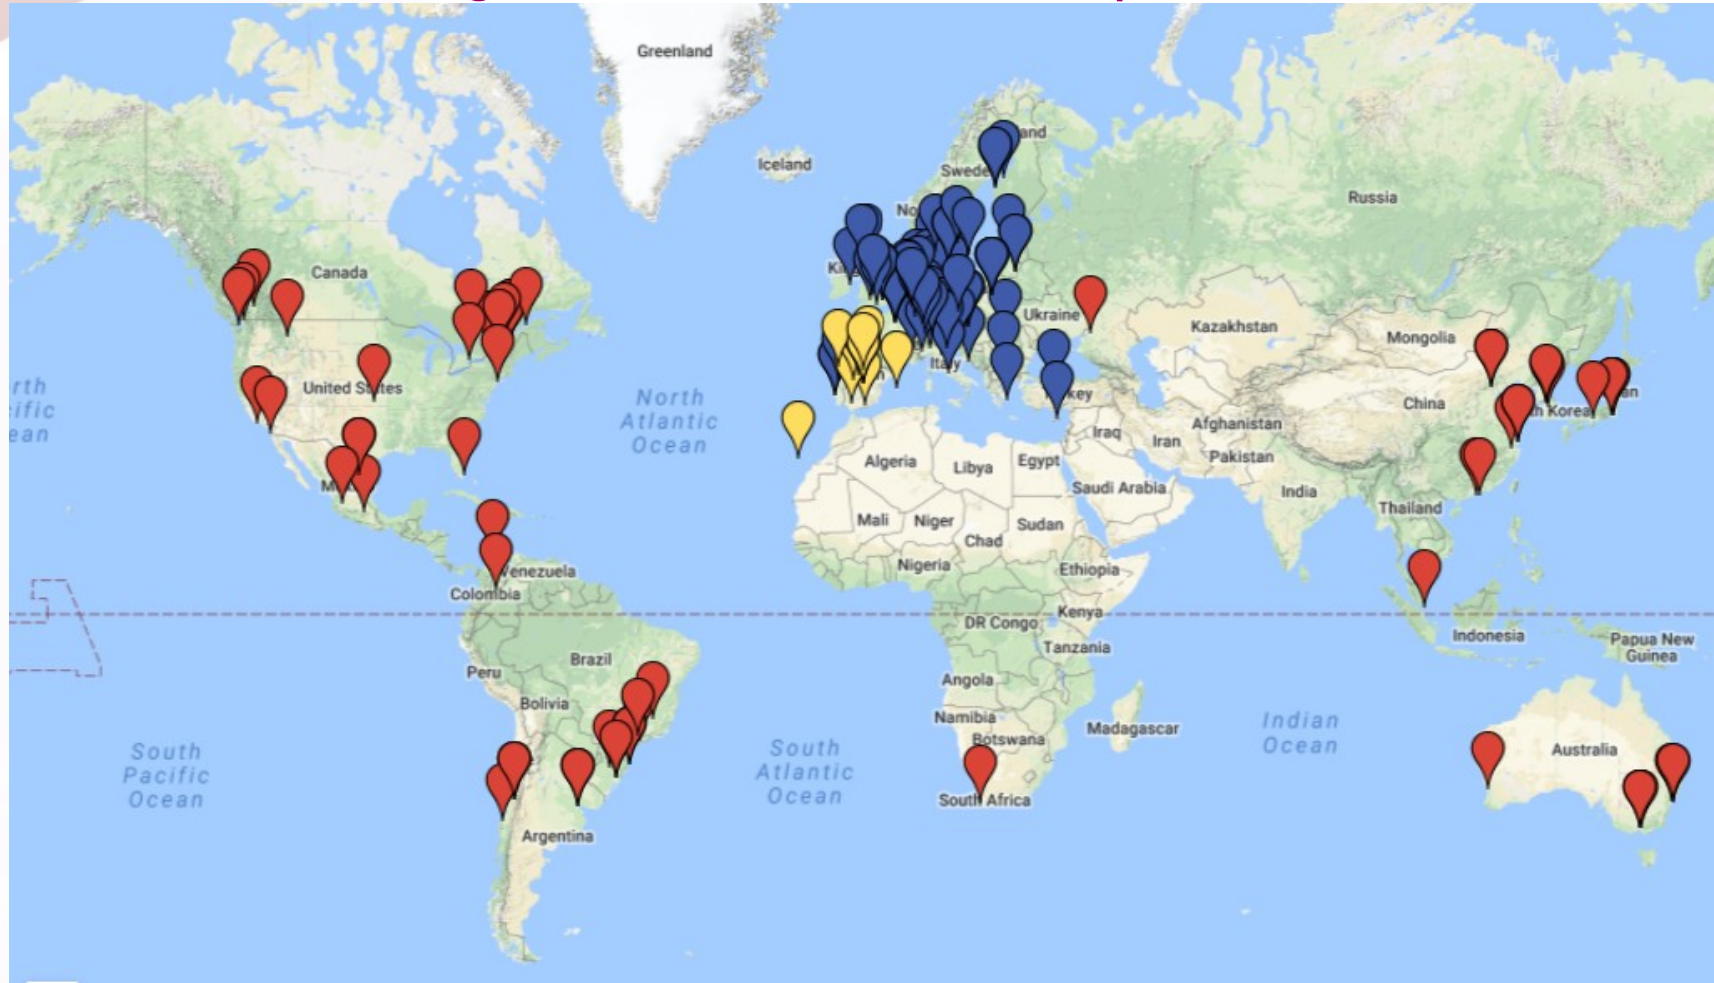 Greenland
Iceland
Russia
Canada
Ukraine
Kazakhstan
Mongolia
United States
North
Atlantic
Ocean
Italy
China
Iraq
Iran
Afghanistan
Pakistan
Algeria
Libya
Egypt
Saudi Arabia
India
Thailand
Mali
Niger
Chad
Sudan
Nigeria
Ethiopia
Venezuela
Colombia
DR Congo
Kenya
Tanzania
Indonesia
Papua New
Guinea
Peru
Brazil
Bolivia
Angola
Namibia
Botswana
Madagascar
South Africa
Australia
Argentina
South
Pacific
Ocean
South
Atlantic
Ocean
Indian
Ocean